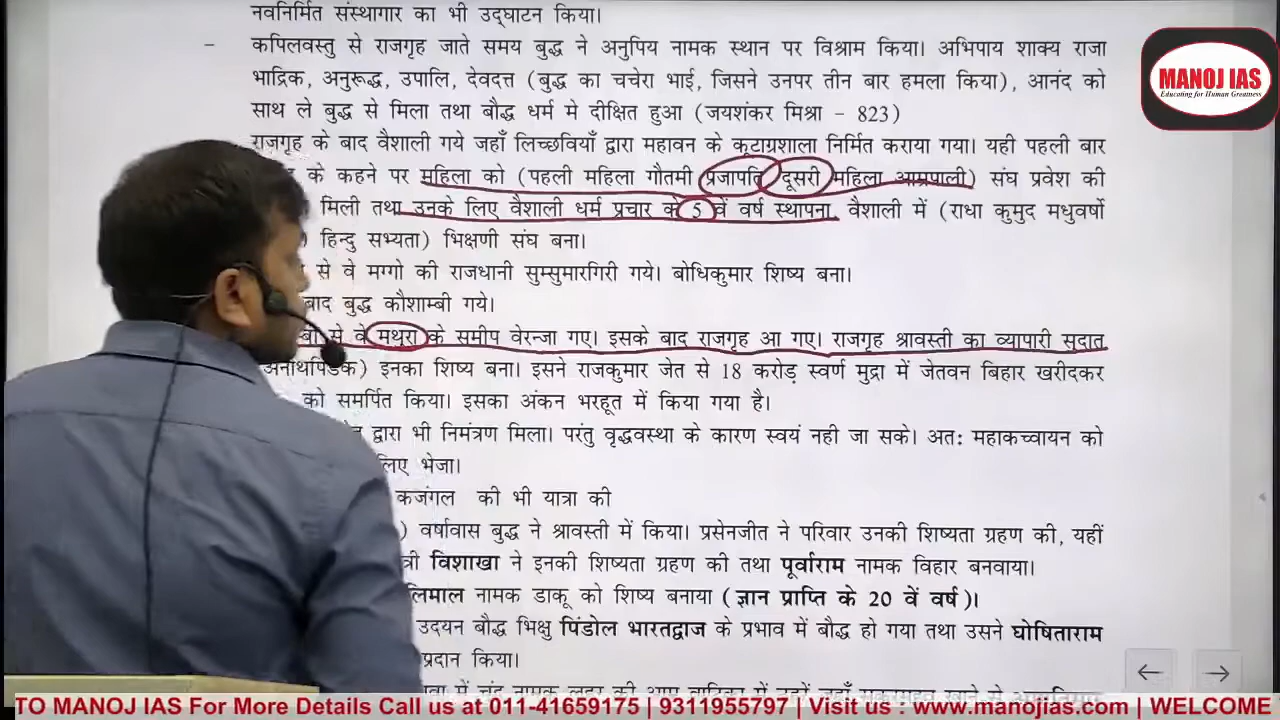 नवनिर्मित संस्थागार का भी उद्घाटन किया।
– कपिलवस्तु से राजगृह जाते समय बुद्ध ने अनुपिय नामक स्थान पर विश्राम किया। अभिपाय शाक्य राजा
भाद्रिक, अनुरूद्ध, उपालि, देवदत्त (बुद्ध का चचेरा भाई, जिसने उनपर तीन बार हमला किया), आनंद को
साथ ले बुद्ध से मिला तथा बौद्ध धर्म मे दीक्षित हुआ (जयशंकर मिश्रा – 823)
MANOJ IAS
Educating for Human Greatness
राजगृह के बाद वैशाली गये जहाँ लिच्छवियाँ द्वारा महावन के कूटाग्रशाला निर्मित कराया गया। यही पहली बार
के कहने पर महिला को (पहली महिला गौतमी प्रजापति दूसरी महिला आम्रपाली) संघ प्रवेश की
मिली तथा उनके लिए वैशाली धर्म प्रचार के 5 वें वर्ष स्थापना, वैशाली में (राधा कुमुद मधुवर्षो
हिन्दु सभ्यता) भिक्षणी संघ बना।
से वे मग्गो की राजधानी सुम्सुमारगिरी गये। बोधिकुमार शिष्य बना।
बाद बुद्ध कौशाम्बी गये।
से वे मथुरा के समीप वेरन्जा गए। इसके बाद राजगृह आ गए। राजगृह श्रावस्ती का व्यापारी सुदात
अनाथपिंडक) इनका शिष्य बना। इसने राजकुमार जेत से 18 करोड़ स्वर्ण मुद्रा में जेतवन बिहार खरीदकर
को समर्पित किया। इसका अंकन भरहूत में किया गया है।
द्वारा भी निमंत्रण मिला। परंतु वृद्धवस्था के कारण स्वयं नही जा सके। अत: महाकच्वायन को
लिए भेजा।
कजंगल की भी यात्रा की
) वर्षावास बुद्ध ने श्रावस्ती में किया। प्रसेनजीत ने परिवार उनकी शिष्यता ग्रहण की, यहीं
विशाखा ने इनकी शिष्यता ग्रहण की तथा पूर्वाराम नामक विहार बनवाया।
लिमाल नामक डाकू को शिष्य बनाया (ज्ञान प्राप्ति के 20 वें वर्ष)।
उदयन बौद्ध भिक्षु पिंडोल भारतद्वाज के प्रभाव में बौद्ध हो गया तथा उसने घोषिताराम
प्रदान किया।
TO MANOJ IAS For More Details Call us at 011-41659175 | 9311955797 | Visit us : www.manojias.com | WELCOME